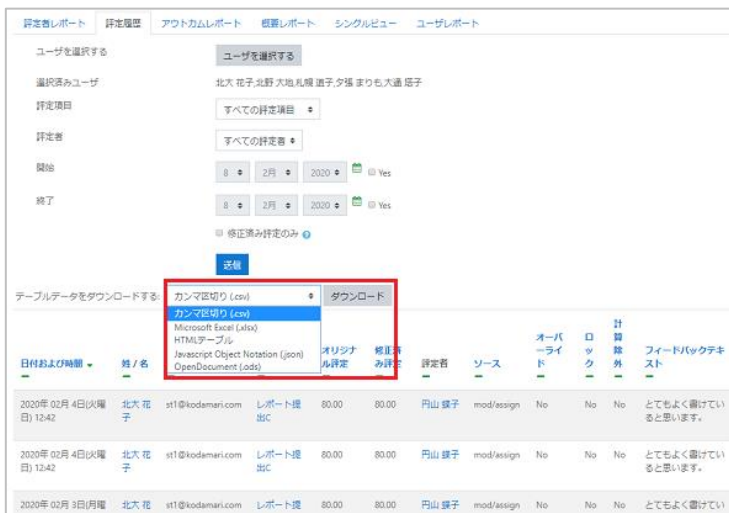 評定者レポート 評定履歴 アウトカムレポート 概要レポート シングルビュー ユーザレポート
ユーザを選択する ユーザを選択する
選択済みユーザ 北大 花子,北野 大地,札幌 道子,夕張 まりも,大通 塔子
評定項目 すべての評定項目
評定者 すべての評定者
開始 8 2月 2020 Yes
終了 8 2月 2020 Yes
修正済み評定のみ
送信
テーブルデータをダウンロードする: カンマ区切り (.csv) ダウンロード
カンマ区切り (.csv)
Microsoft Excel (.xlsx)
HTMLテーブル
Javascript Object Notation (.json)
OpenDocument (.ods)
日付および時間 姓 / 名 オリジナル評定 修正済み評定 評定者 ソース オーバーライド ロック 計算除外 フィードバックテキスト
2020年 02月 4日(火曜日) 12:42 北大 花子 st1@kodamari.com レポート提出C 80.00 80.00 円山 蝶子 mod/assign No No No とてもよく書けていると思います。
2020年 02月 4日(火曜日) 12:42 北大 花子 st1@kodamari.com レポート提出C 80.00 80.00 円山 蝶子 mod/assign No No No とてもよく書けていると思います。
2020年 02月 3日(月曜 北大 花 st1@kodamari.com レポート提 80.00 80.00 円山 蝶子 mod/assign No No No とてもよく書けてい